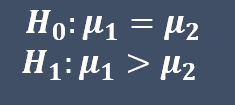 H₀: μ₁ = μ₂
H₁: μ₁ > μ₂